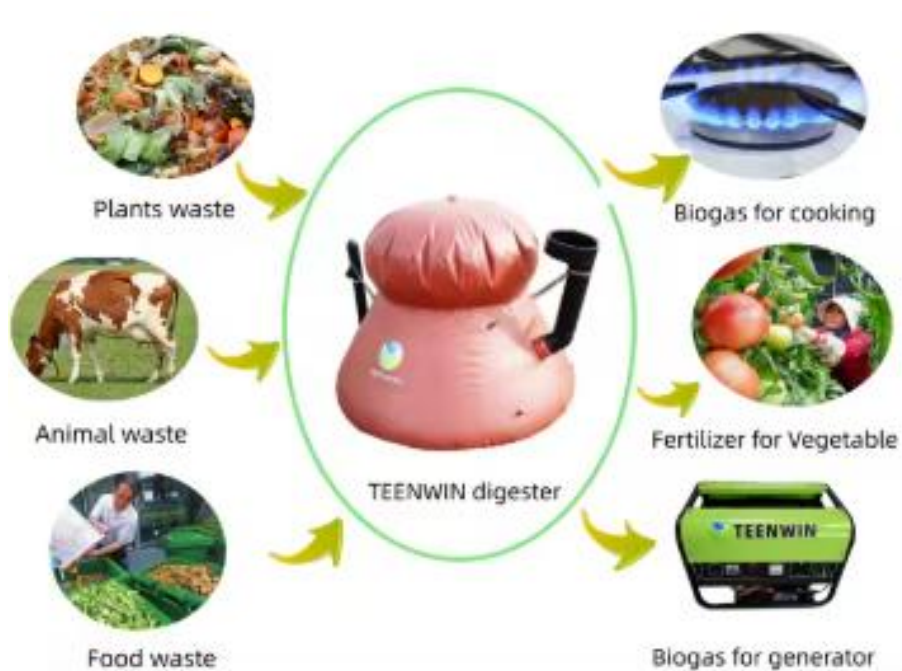 Plants waste
Biogas for cooking
Animal waste
Fertilizer for Vegetable
TEENWIN digester
TEENWIN
Food waste
Biogas for generator